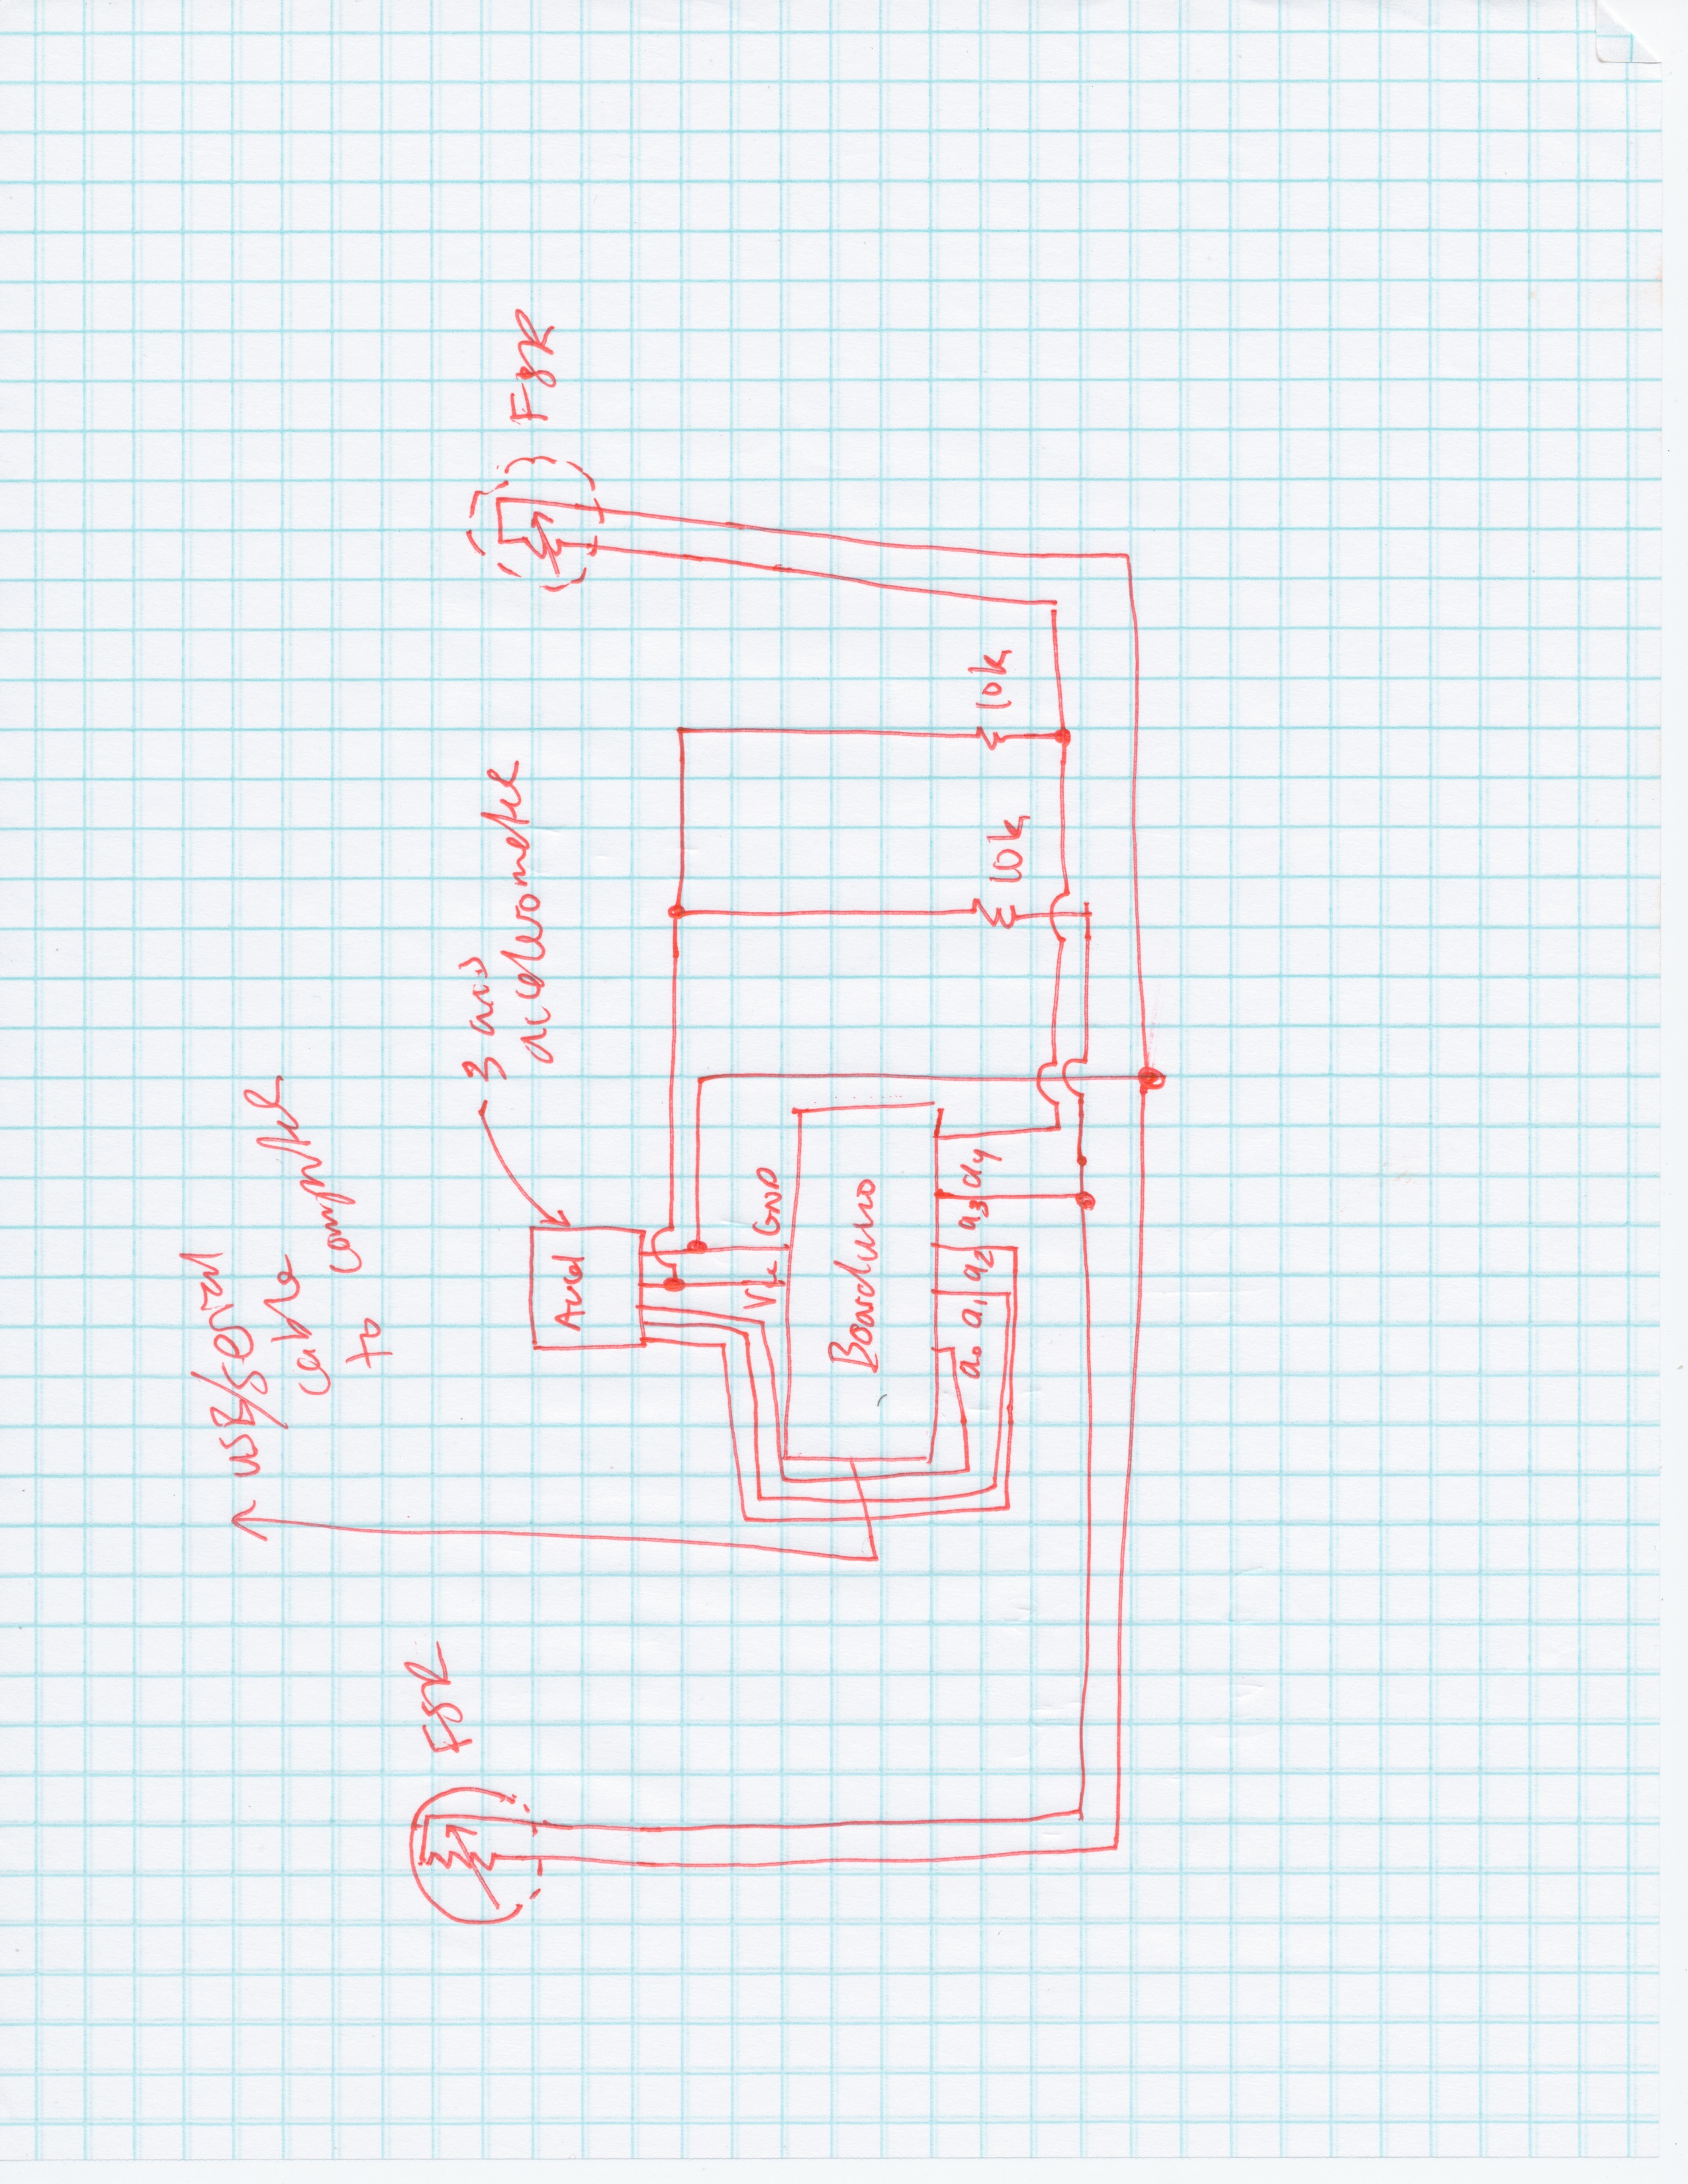 usb/serial
cable
to computer
3 axis
accelerometer
FSR
FSR
Accel
Vcc GND
Boarduino
a0 a1 a2 a3 a4
10k
10k